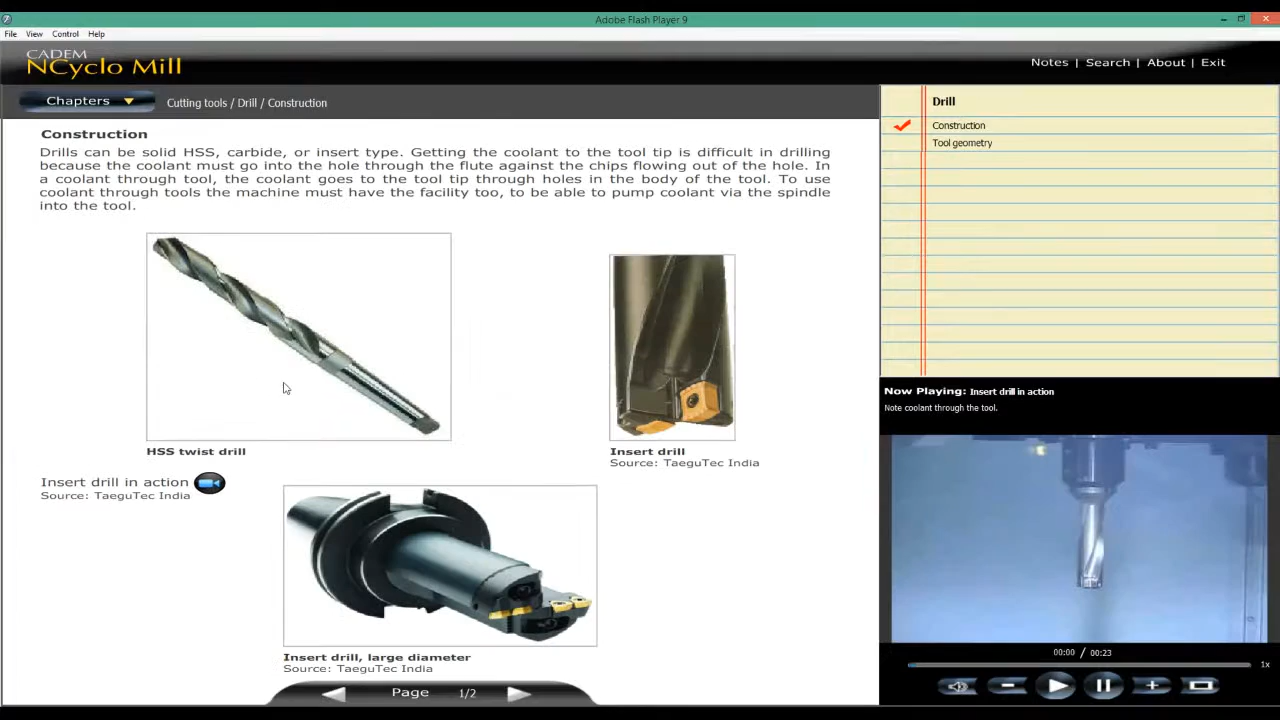 Adobe Flash Player 9
File View Control Help
CADEM
NCyclo Mill
Notes | Search | About | Exit
Chapters
Cutting tools / Drill / Construction
Construction
Drills can be solid HSS, carbide, or insert type. Getting the coolant to the tool tip is difficult in drilling
because the coolant must go into the hole through the flute against the chips flowing out of the hole. In
a coolant through tool, the coolant goes to the tool tip through holes in the body of the tool. To use
coolant through tools the machine must have the facility too, to be able to pump coolant via the spindle
into the tool.
HSS twist drill
Insert drill
Source: TaeguTec India
Insert drill in action
Source: TaeguTec India
Insert drill, large diameter
Source: TaeguTec India
Page 1/2
Drill
Construction
Tool geometry
Now Playing: Insert drill in action
Note coolant through the tool.
00:00 / 00:23
1x